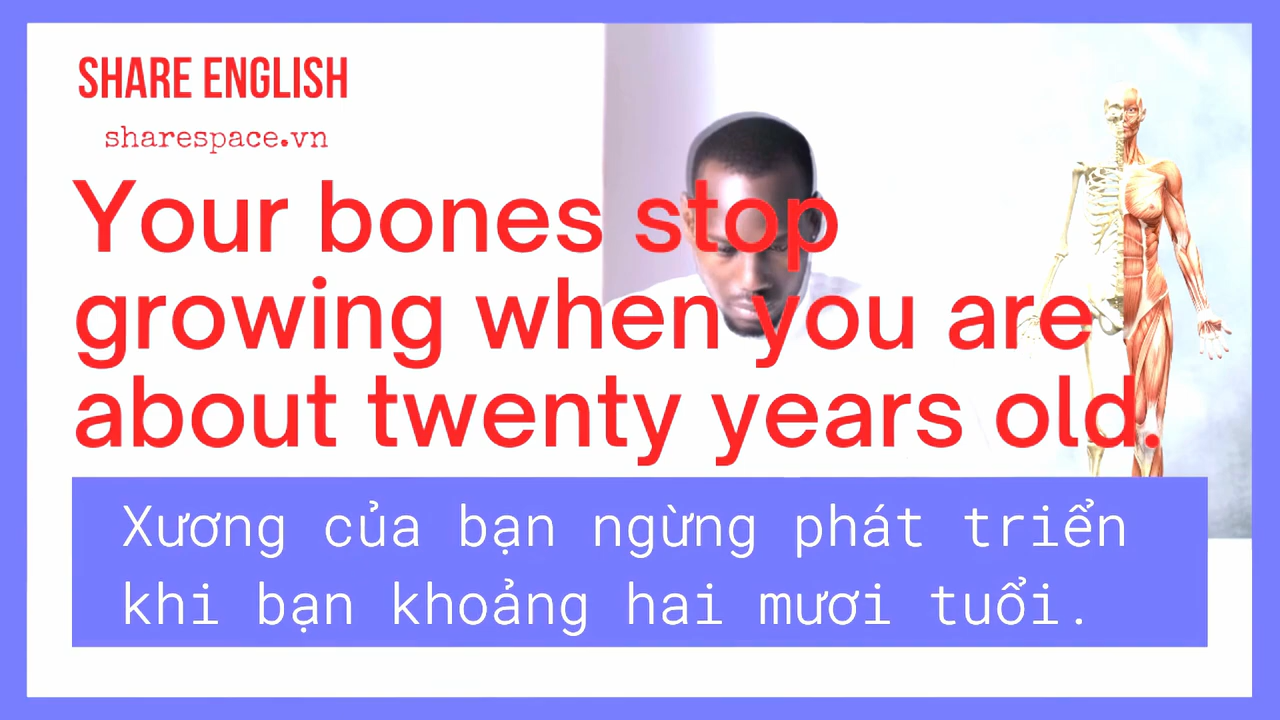 SHARE ENGLISH
sharespace.vn
Your bones stop
growing when you are
about twenty years old.
Xương của bạn ngừng phát triển
khi bạn khoảng hai mươi tuổi.